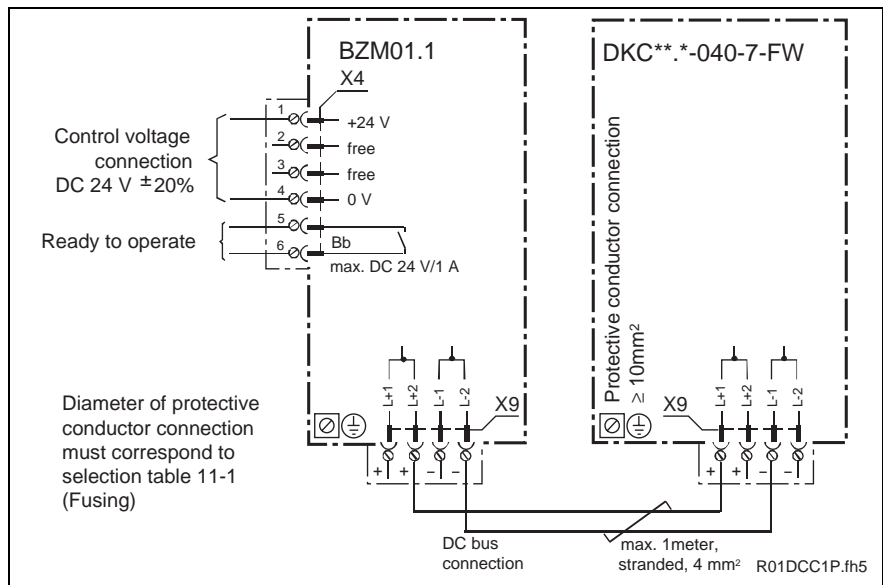 BZM01.1
DKC**.*-040-7-FW
X4
Control voltage
connection
DC 24 V ±20%
1
+24 V
2
free
3
free
4
0 V
Ready to operate
5
6
Bb
max. DC 24 V/1 A
Protective conductor connection
≥ 10mm²
L+1
L+2
L-1
L-2
X9
X9
L+1
L+2
L-1
L-2
Diameter of protective
conductor connection
must correspond to
selection table 11-1
(Fusing)
+ + – –
+ + – –
DC bus
connection
max. 1meter,
stranded, 4 mm²
R01DCC1P.fh5